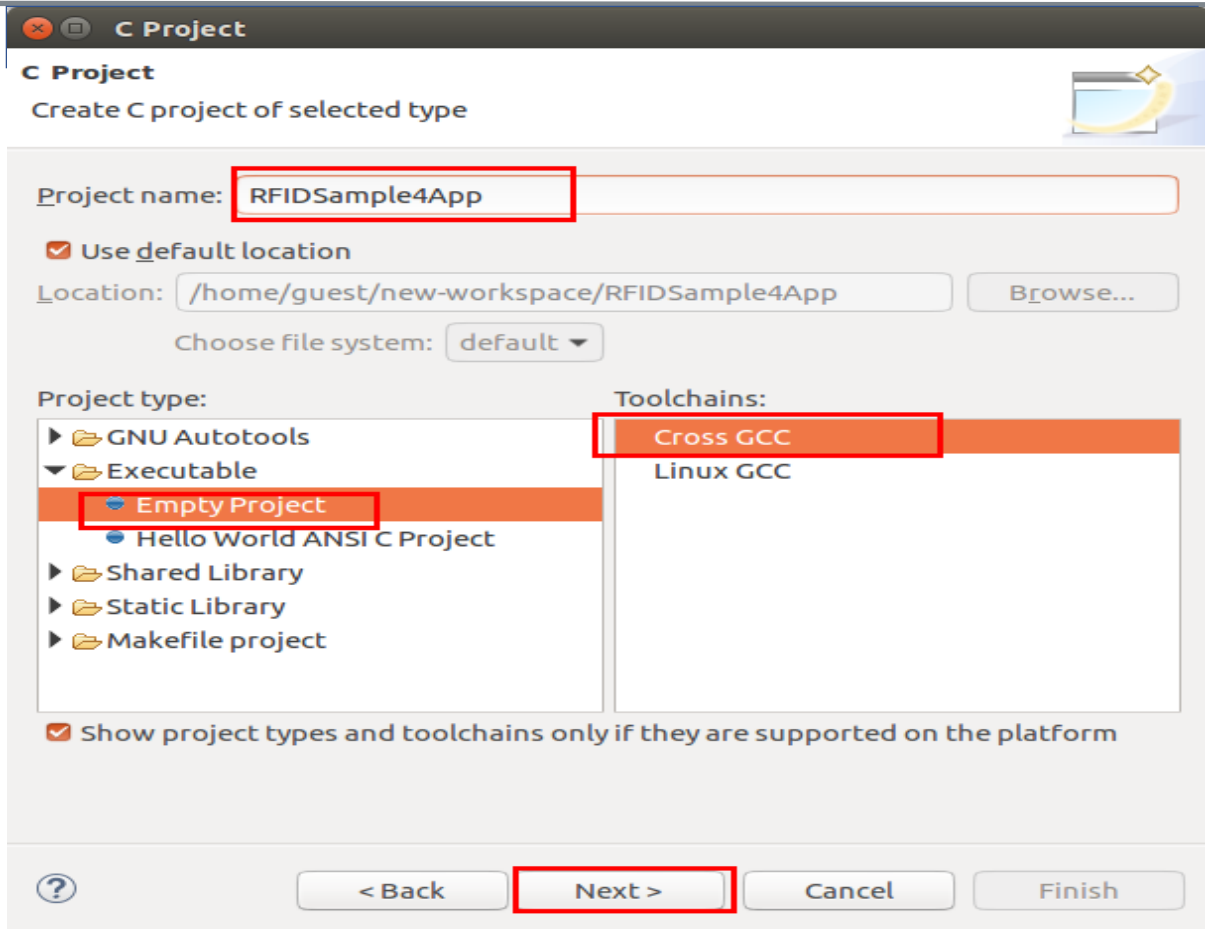 C Project
C Project
Create C project of selected type
Project name: RFIDSample4App
Use default location
Location: /home/guest/new-workspace/RFIDSample4App Browse...
Choose file system: default
Project type: Toolchains:
GNU Autotools Cross GCC
Executable Linux GCC
Empty Project
Hello World ANSI C Project
Shared Library
Static Library
Makefile project
Show project types and toolchains only if they are supported on the platform
? < Back Next > Cancel Finish